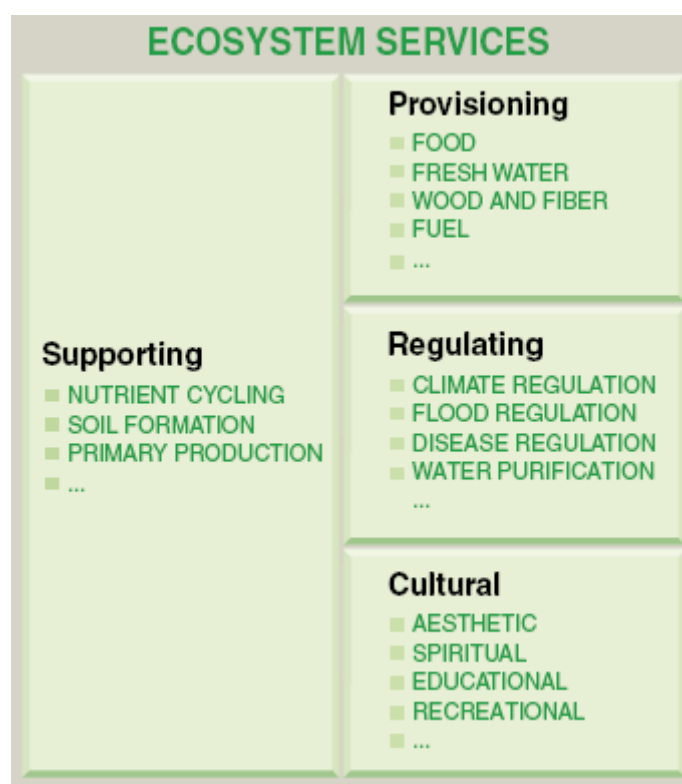 ECOSYSTEM SERVICES
Supporting
NUTRIENT CYCLING
SOIL FORMATION
PRIMARY PRODUCTION
...
Provisioning
FOOD
FRESH WATER
WOOD AND FIBER
FUEL
...
Regulating
CLIMATE REGULATION
FLOOD REGULATION
DISEASE REGULATION
WATER PURIFICATION
...
Cultural
AESTHETIC
SPIRITUAL
EDUCATIONAL
RECREATIONAL
...